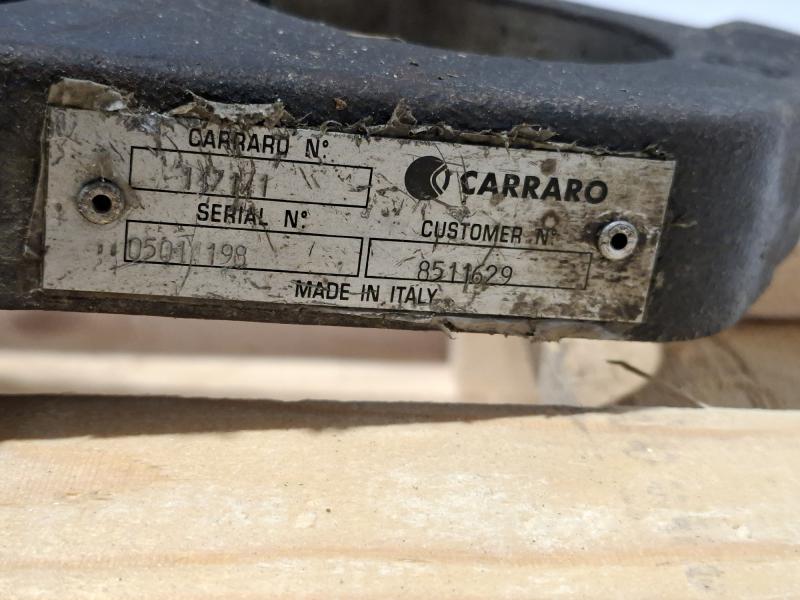 CARRARO N°
CARRARO
SERIAL N°
CUSTOMER N°
8511629
MADE IN ITALY